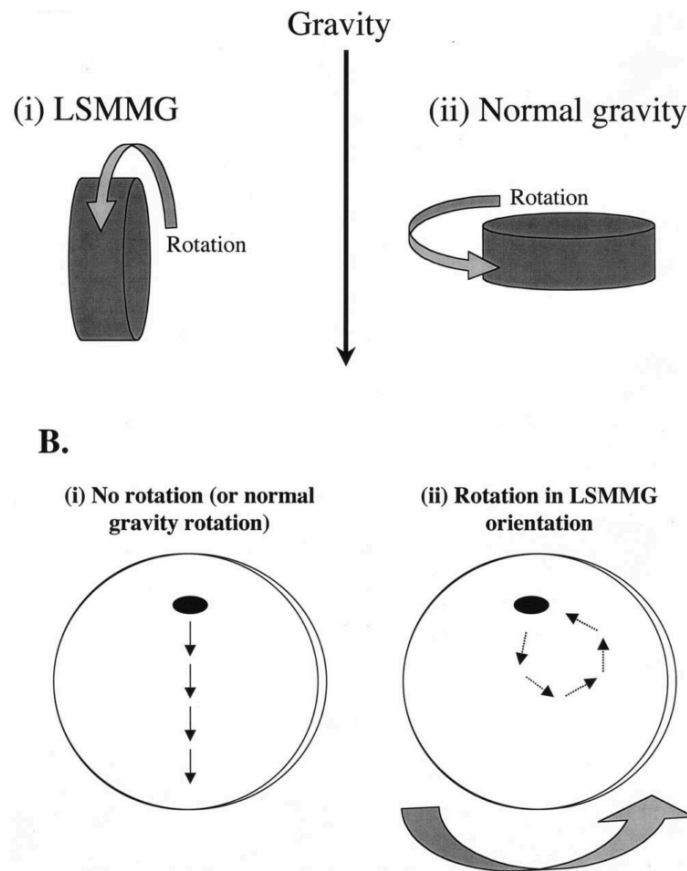 Gravity
(i) LSMMG
(ii) Normal gravity
Rotation
Rotation
B.
(i) No rotation (or normal
gravity rotation)
(ii) Rotation in LSMMG
orientation